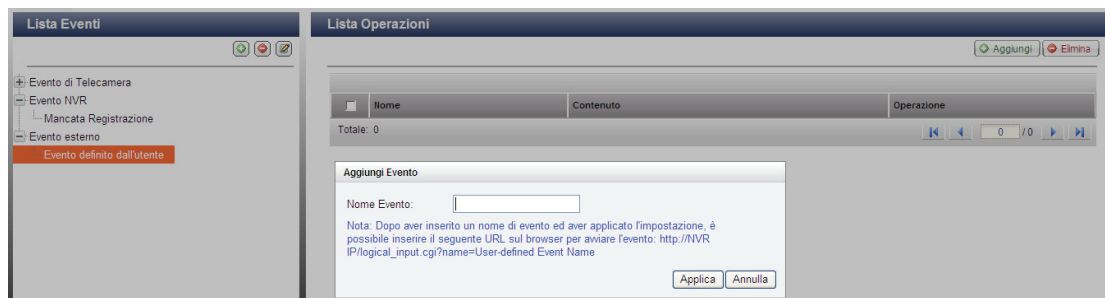 Lista Eventi
Evento di Telecamera
Evento NVR
Mancata Registrazione
Evento esterno
Evento definito dall'utente
Lista Operazioni
Aggiungi Elimina
Nome Contenuto Operazione
Totale: 0 0 / 0
Aggiungi Evento
Nome Evento:
Nota: Dopo aver inserito un nome di evento ed aver applicato l'impostazione, è
possibile inserire il seguente URL sul browser per avviare l'evento: http://NVR
IP/logical_input.cgi?name=User-defined Event Name
Applica Annulla